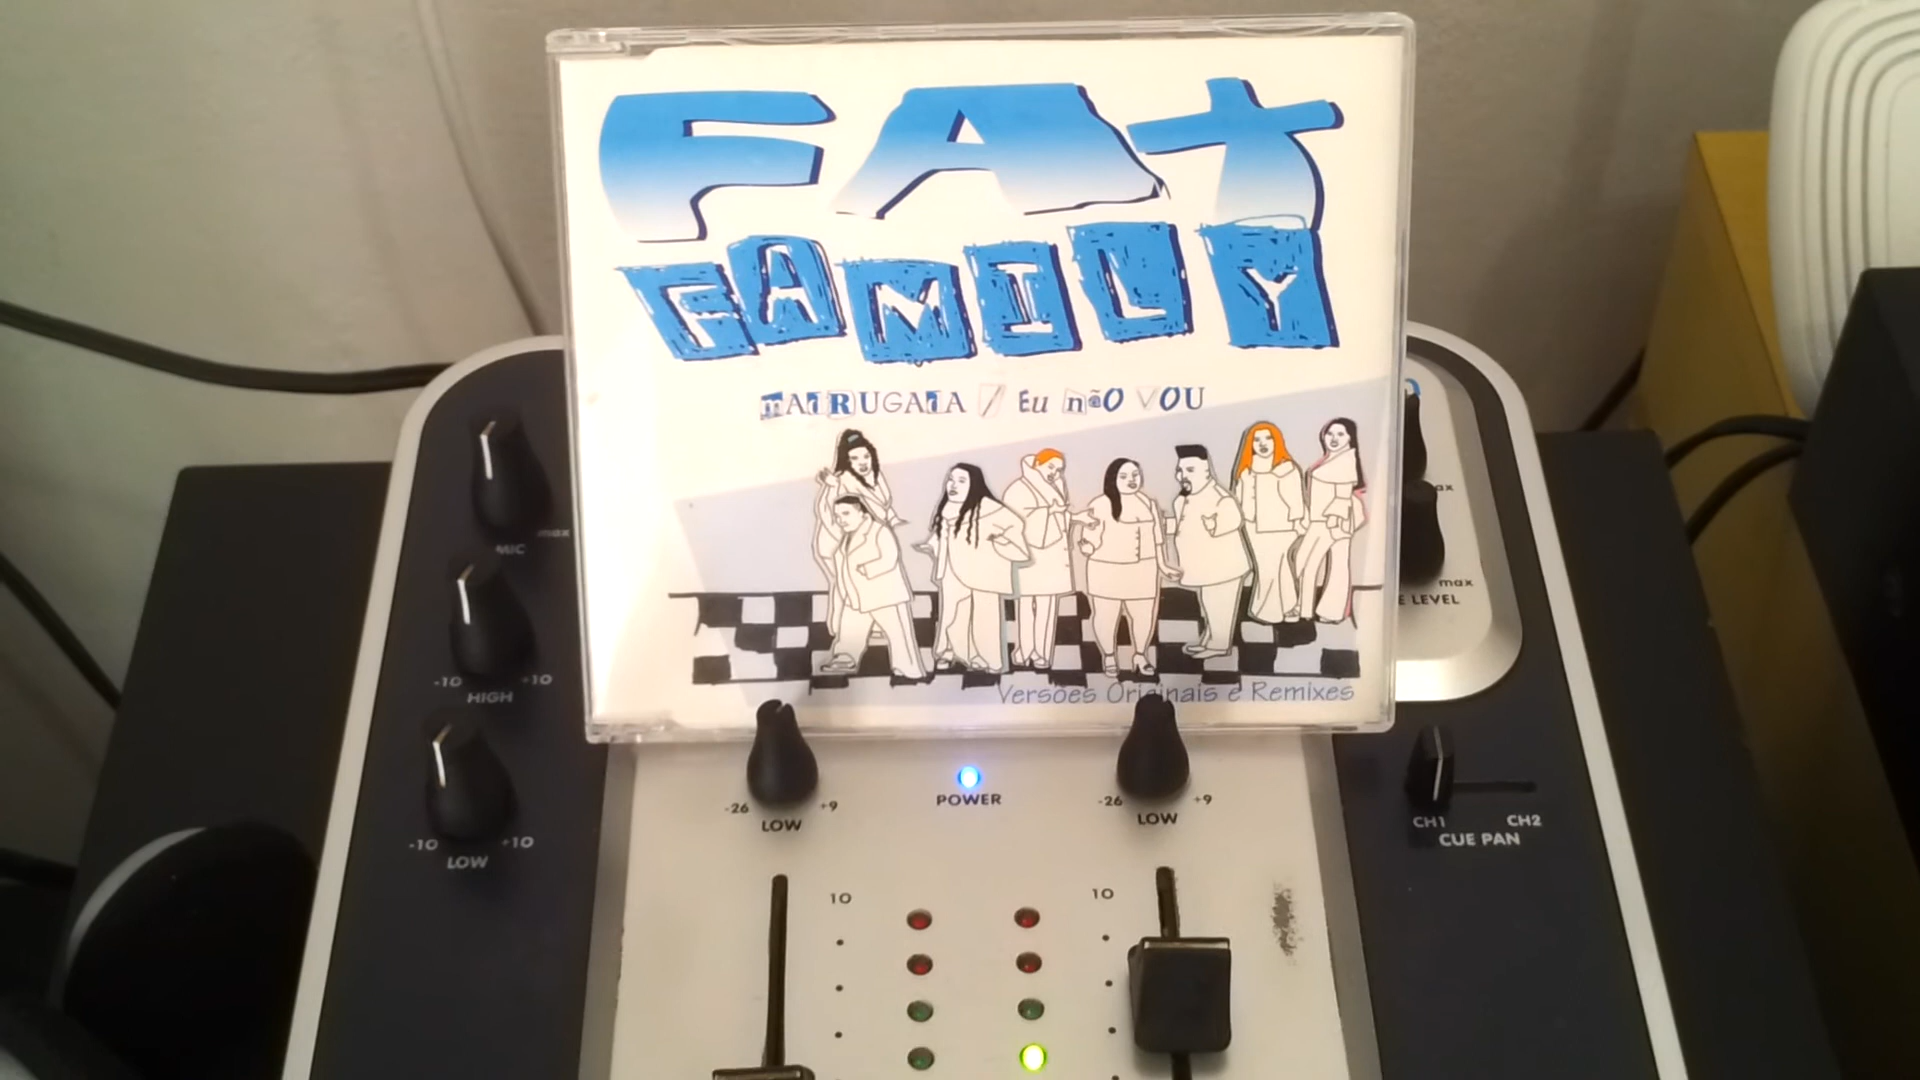 FAT
FAMILY
MADRUGADA / Eu não VOU
Versões Originais e Remixes
max
MIC
-10 +10
HIGH
-10 +10
LOW
max
max
E LEVEL
-26 +9
LOW
POWER
-26 +9
LOW
CH1 CH2
CUE PAN
10
10